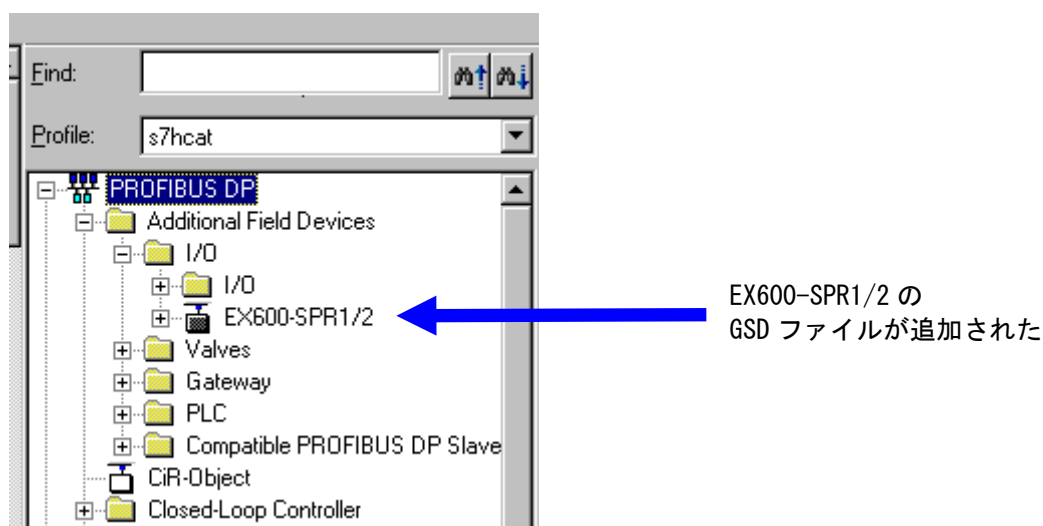 Find:
Profile:
s7hcat
PROFIBUS DP
Additional Field Devices
I/O
I/O
EX600-SPR1/2
Valves
Gateway
PLC
Compatible PROFIBUS DP Slave
CiR-Object
Closed-Loop Controller
EX600-SPR1/2 の
GSD ファイルが追加された